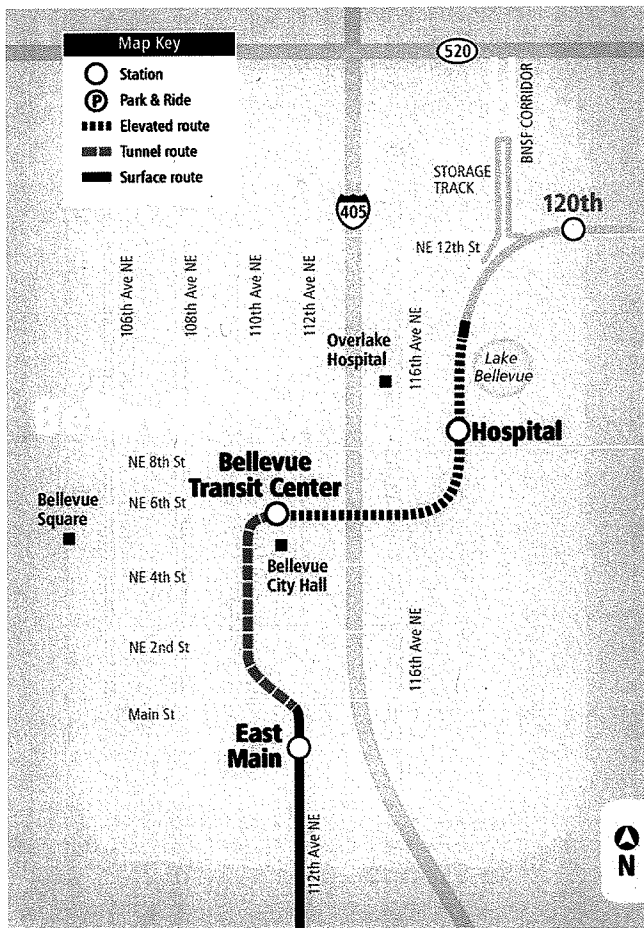 Map Key
Station
P
Park & Ride
Elevated route
Tunnel route
Surface route
520
BNSF CORRIDOR
STORAGE
TRACK
405
120th
NE 12th St
106th Ave NE
108th Ave NE
110th Ave NE
112th Ave NE
116th Ave NE
Overlake
Hospital
Lake
Bellevue
Hospital
NE 8th St
Bellevue
Transit Center
NE 6th St
Bellevue
Square
Bellevue
City Hall
NE 4th St
NE 2nd St
116th Ave NE
Main St
East
Main
112th Ave NE
N